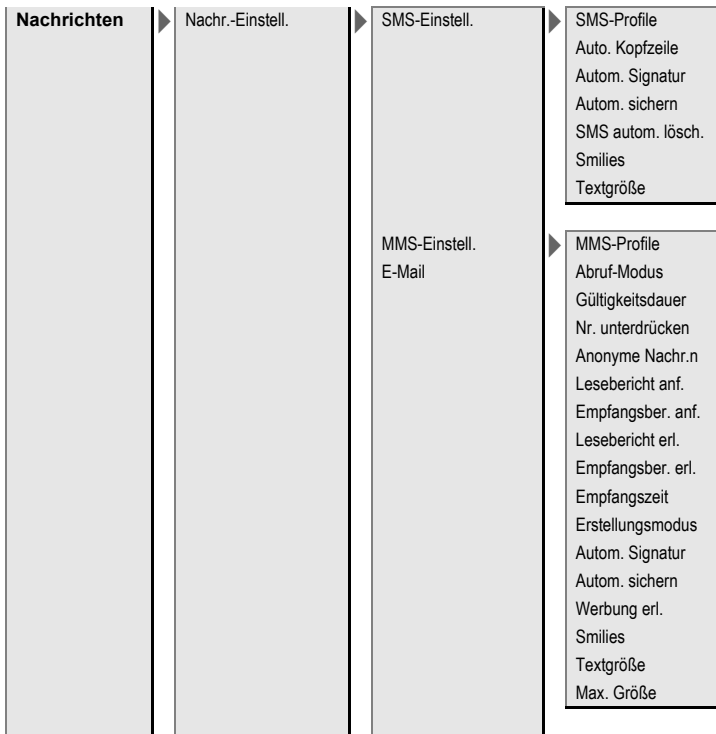 Nachrichten
Nachr.-Einstell.
SMS-Einstell.
SMS-Profile
Auto. Kopfzeile
Autom. Signatur
Autom. sichern
SMS autom. lösch.
Smilies
Textgröße
MMS-Einstell.
E-Mail
MMS-Profile
Abruf-Modus
Gültigkeitsdauer
Nr. unterdrücken
Anonyme Nachr.n
Lesebericht anf.
Empfangsber. anf.
Lesebericht erl.
Empfangsber. erl.
Empfangszeit
Erstellungsmodus
Autom. Signatur
Autom. sichern
Werbung erl.
Smilies
Textgröße
Max. Größe